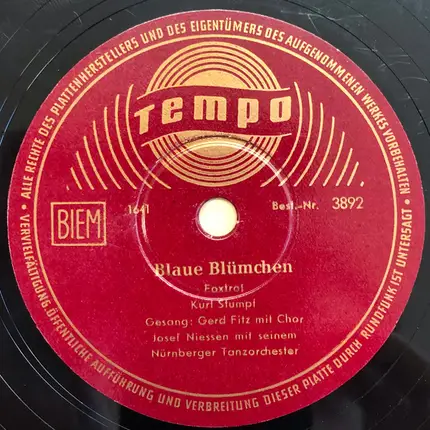 ALLE RECHTE DES PLATTENHERSTELLERS UND DES EIGENTÜMERS DES AUFGENOMMENEN WERKES VORBEHALTEN
Tempo
BIEM
1641
Best.-Nr. 3892
Blaue Blümchen
Foxtrot
Kurt Stumpf
Gesang: Gerd Fitz mit Chor
Josef Niessen mit seinem
Nürnberger Tanzorchester
• VERVIELFÄLTIGUNG, ÖFFENTLICHE AUFFÜHRUNG UND VERBREITUNG DIESER PLATTE DURCH RUNDFUNK IST UNTERSAGT •